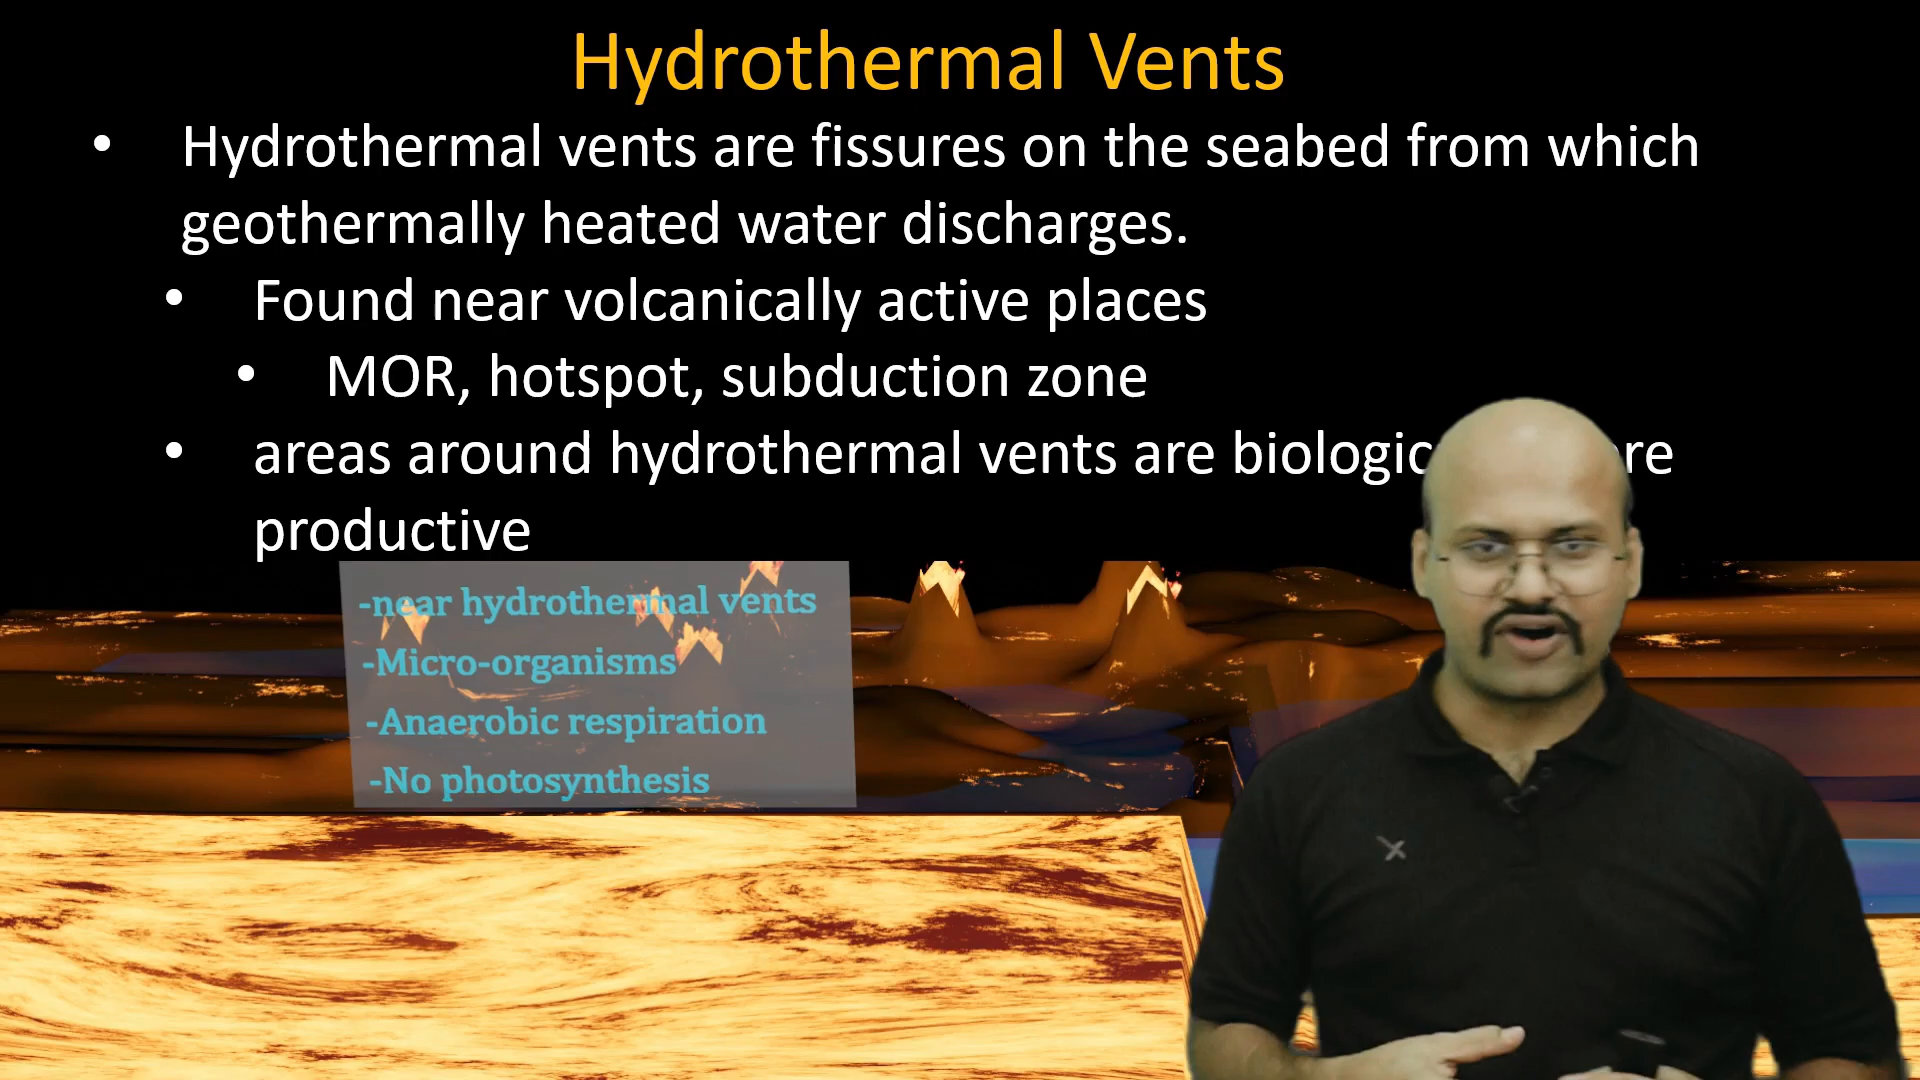 Hydrothermal Vents
• Hydrothermal vents are fissures on the seabed from which
geothermally heated water discharges.
• Found near volcanically active places
• MOR, hotspot, subduction zone
• areas around hydrothermal vents are
productive
-near hydrothermal vents
-Micro-organisms
-Anaerobic respiration
-No photosynthesis